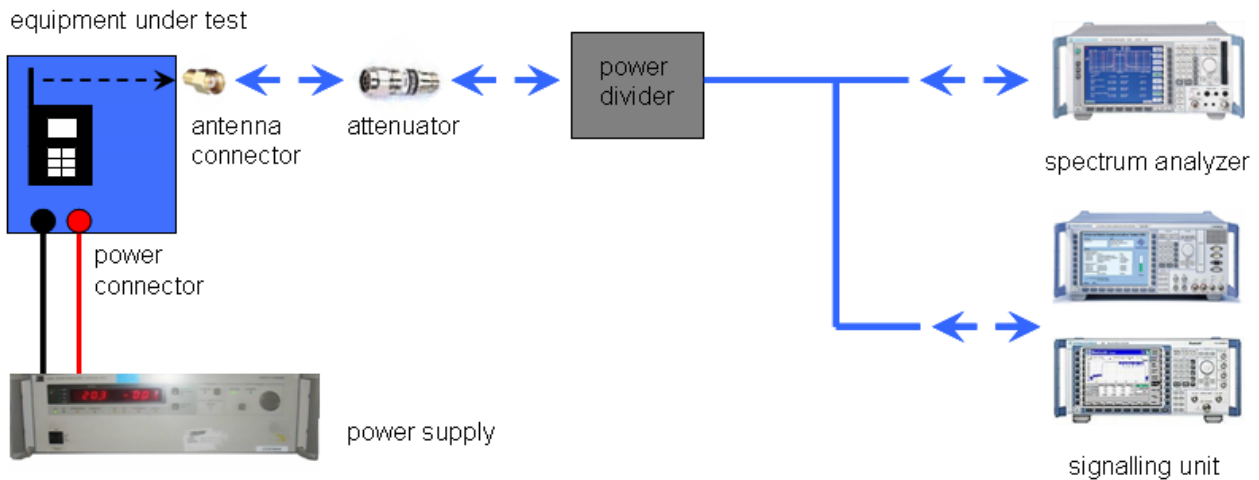 equipment under test
antenna
connector
attenuator
power
divider
spectrum analyzer
power
connector
power supply
signalling unit